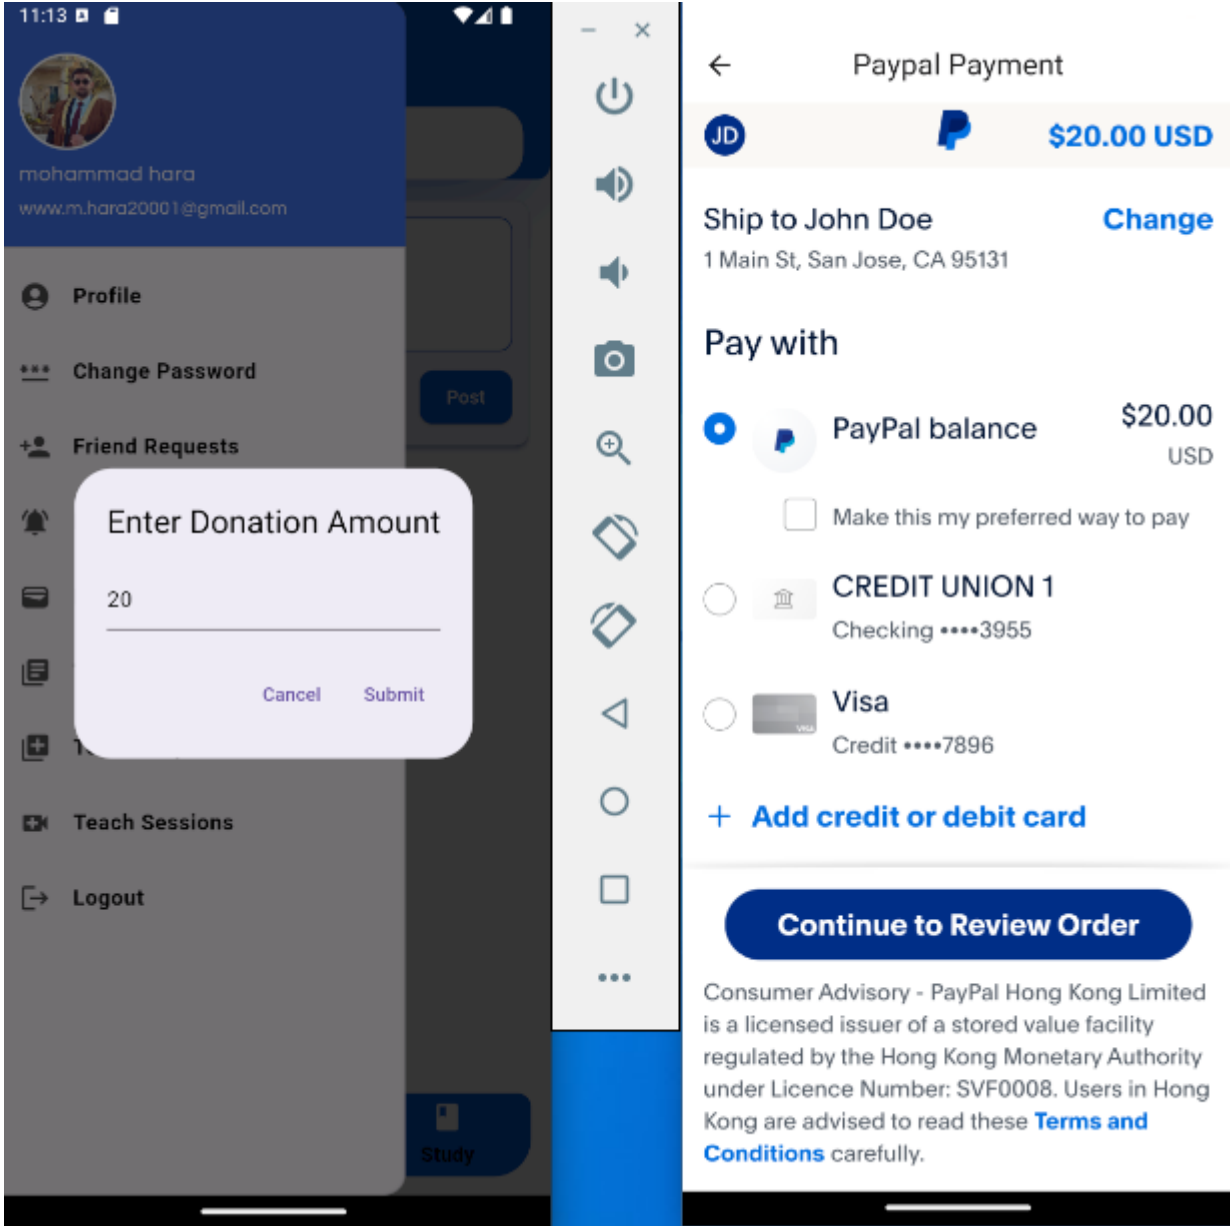 11:13
mohammad hara
www.m.hara20001@gmail.com
Profile
Change Password
Post
Friend Requests
Enter Donation Amount
20
Cancel Submit
Teach Sessions
Logout
Study
Paypal Payment
JD $20.00 USD
Ship to John Doe Change
1 Main St, San Jose, CA 95131
Pay with
PayPal balance $20.00
USD
Make this my preferred way to pay
CREDIT UNION 1
Checking ••••3955
Visa
VISA
Credit ••••7896
+ Add credit or debit card
Continue to Review Order
Consumer Advisory - PayPal Hong Kong Limited
is a licensed issuer of a stored value facility
regulated by the Hong Kong Monetary Authority
under Licence Number: SVF0008. Users in Hong
Kong are advised to read these Terms and
Conditions carefully.